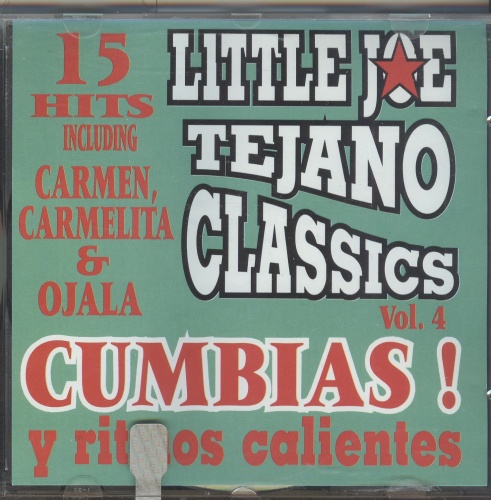 15
HITS
INCLUDING
CARMEN,
CARMELITA
&
OJALA
LITTLE JOE
TEJANO
CLASSICS
Vol. 4
CUMBIAS !
y calientes